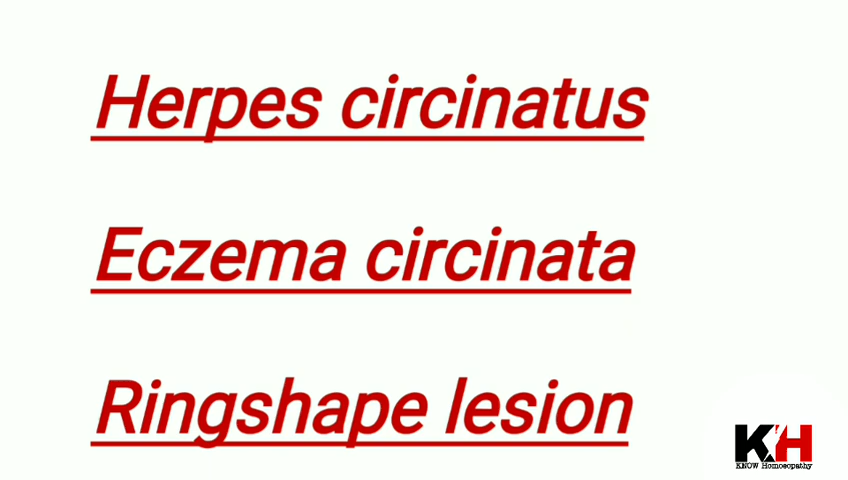 Herpes circinatus
Eczema circinata
Ringshape lesion
KH
KNOW Homoeopathy